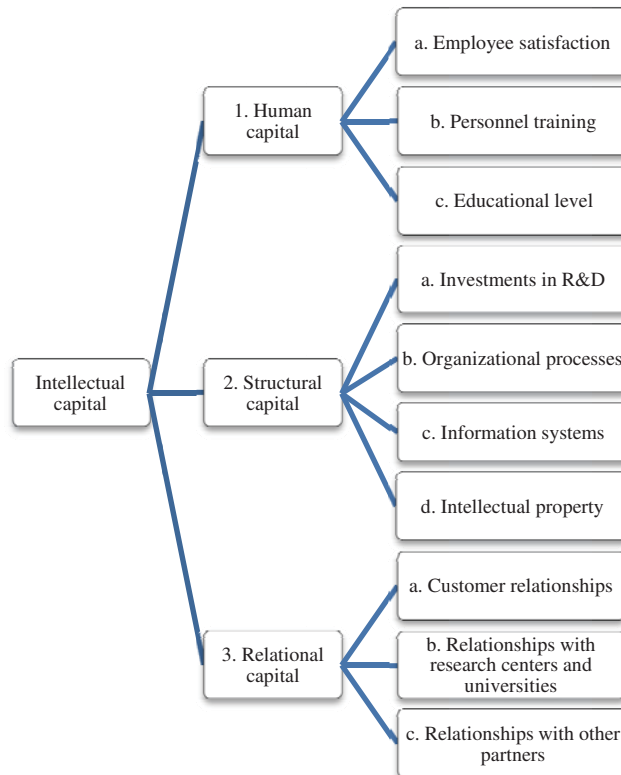 Intellectual
capital
1. Human
capital
a. Employee satisfaction
b. Personnel training
c. Educational level
2. Structural
capital
a. Investments in R&D
b. Organizational processes
c. Information systems
d. Intellectual property
3. Relational
capital
a. Customer relationships
b. Relationships with
research centers and
universities
c. Relationships with other
partners